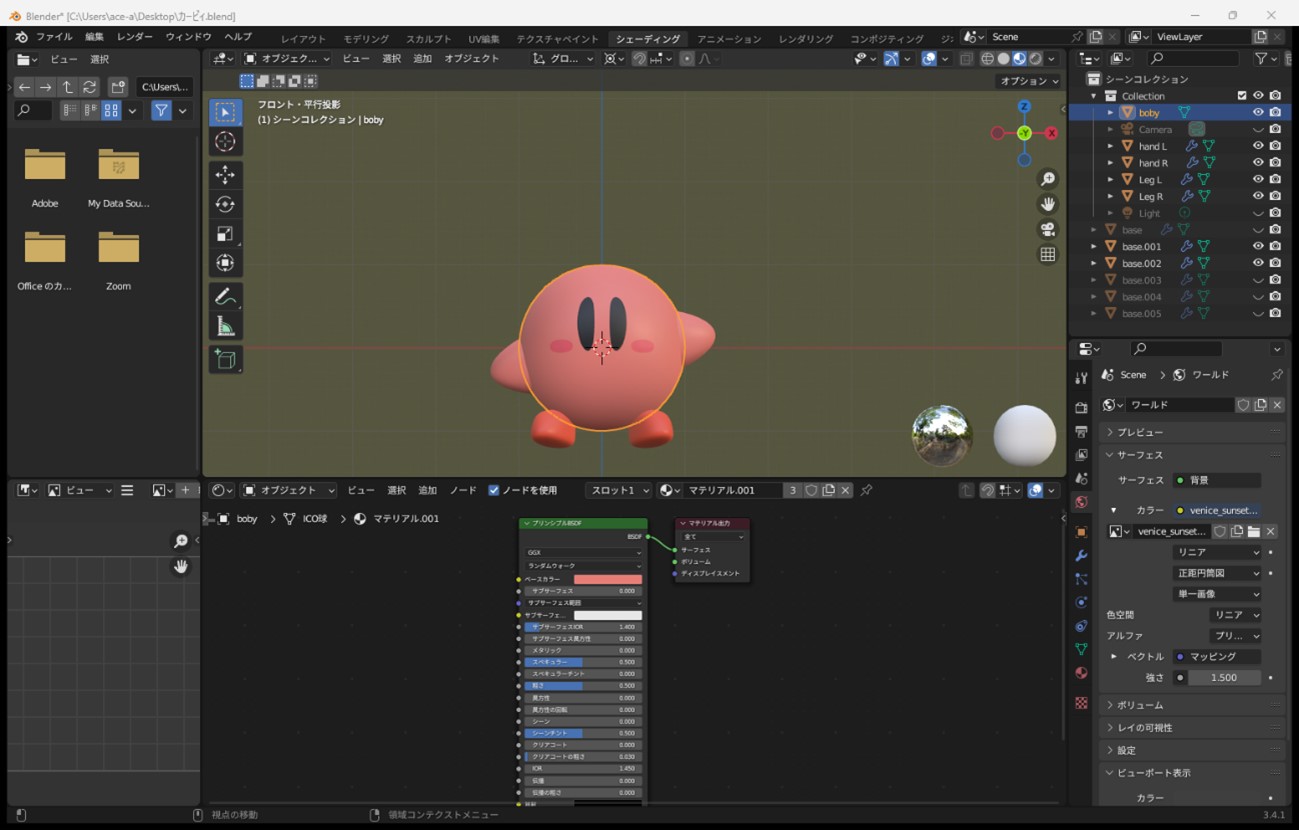 Blender* [C:\Users\ace-a\Desktop\カービィ.blend]
ファイル 編集 レンダー ウィンドウ ヘルプ
レイアウト モデリング スカルプト UV編集 テクスチャペイント シェーディング アニメーション レンダリング コンポジティング ジ:
Scene
ViewLayer
ビュー 選択
C:\Users\...
Adobe
My Data Sou...
Office のカ...
Zoom
オブジェク... ビュー 選択 追加 オブジェクト グロ...
オプション
フロント・平行投影
(1) シーンコレクション | boby
Z
X
-Y
シーンコレクション
Collection
boby
Camera
hand L
hand R
Leg L
Leg R
Light
base
base.001
base.002
base.003
base.004
base.005
Scene > ワールド
ワールド
プレビュー
サーフェス
サーフェス 背景
カラー venice_sunset...
venice_sunset...
リニア
正距円筒図
単一画像
色空間 リニア
アルファ プリ...
ベクトル マッピング
強さ 1.500
ボリューム
レイの可視性
設定
ビューポート表示
カラー
ビュー
オブジェクト ビュー 選択 追加 ノード ノードを使用 スロット1 マテリアル.001 3
boby > ICO球 > マテリアル.001
プリンシプルBSDF
BSDF
GGX
ランダムウォーク
ベースカラー
サブサーフェス 0.000
サブサーフェス範囲
サブサーフェ...
サブサーフェスIOR 1.400
サブサーフェス異方性 0.000
メタリック 0.000
スペキュラー 0.500
スペキュラーチント 0.000
粗さ 0.500
異方性 0.000
異方性の回転 0.000
シーン 0.000
シーンチント 0.500
クリアコート 0.000
クリアコートの粗さ 0.030
IOR 1.450
伝播 0.000
伝播の粗さ 0.000
マテリアル出力
全て
サーフェス
ボリューム
ディスプレイスメント
視点の移動
領域コンテクストメニュー
3.4.1